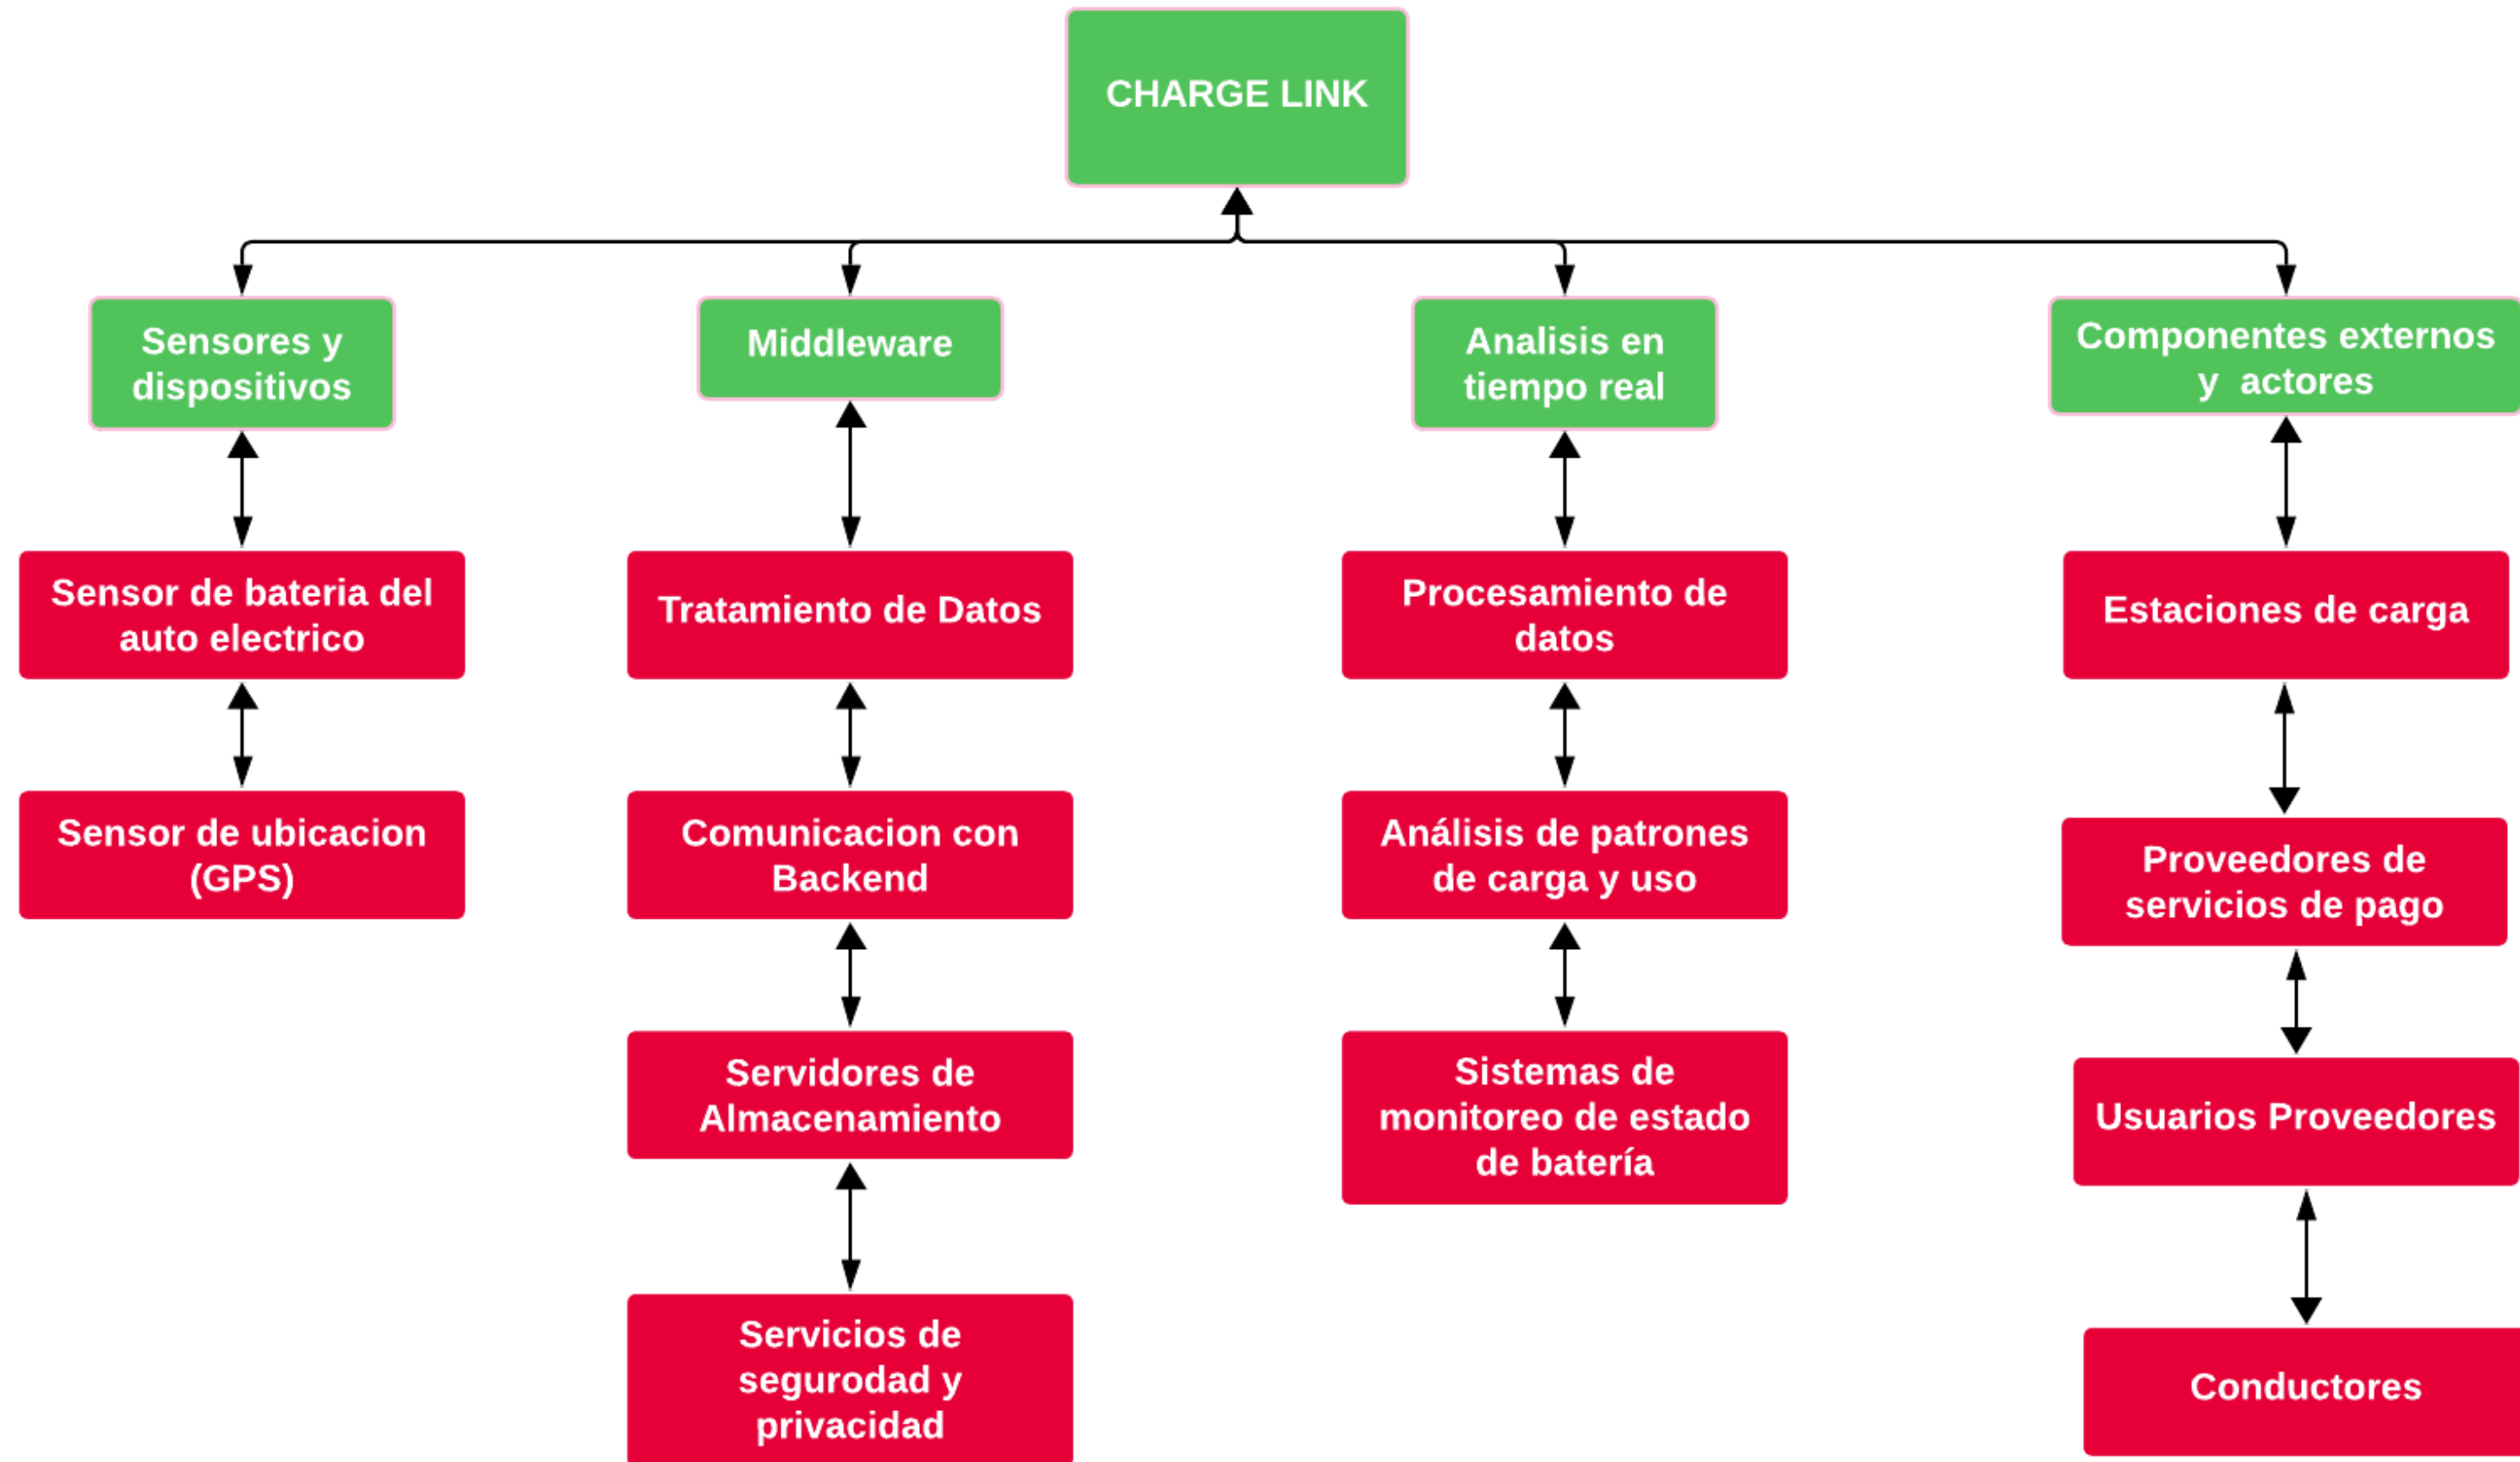 CHARGE LINK
Sensores y
dispositivos
Middleware
Analisis en
tiempo real
Componentes externos
y  actores
Sensor de bateria del
auto electrico
Tratamiento de Datos
Procesamiento de
datos
Estaciones de carga
Sensor de ubicacion
(GPS)
Comunicacion con
Backend
Análisis de patrones
de carga y uso
Proveedores de
servicios de pago
Servidores de
Almacenamiento
Sistemas de
monitoreo de estado
de batería
Usuarios Proveedores
Servicios de
segurodad y
privacidad
Conductores